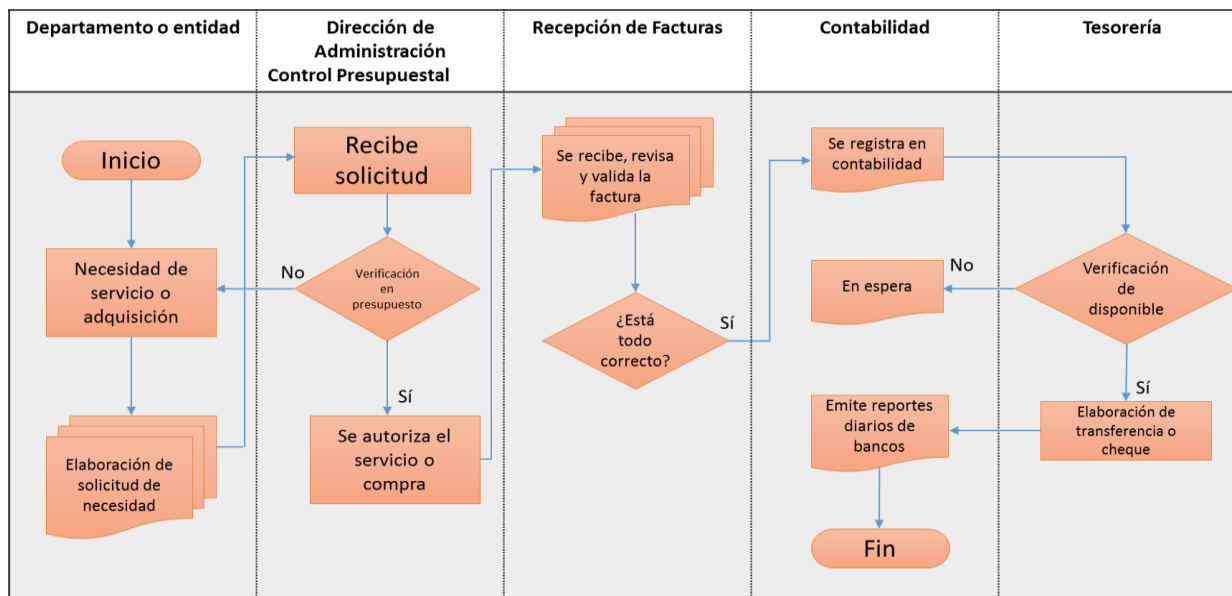 Departamento o entidad
Dirección de
Administración
Control Presupuestal
Recepción de Facturas
Contabilidad
Tesorería
Inicio
Necesidad de
servicio o
adquisición
Elaboración de
solicitud de
necesidad
Recibe
solicitud
Verificación
en
presupuesto
No
Sí
Se autoriza el
servicio o
compra
Se recibe, revisa
y valida la
factura
¿Está
todo
correcto?
Sí
Se registra en
contabilidad
En espera
No
Verificación
de
disponible
Sí
Elaboración de
transferencia o
cheque
Emite reportes
diarios de
bancos
Fin